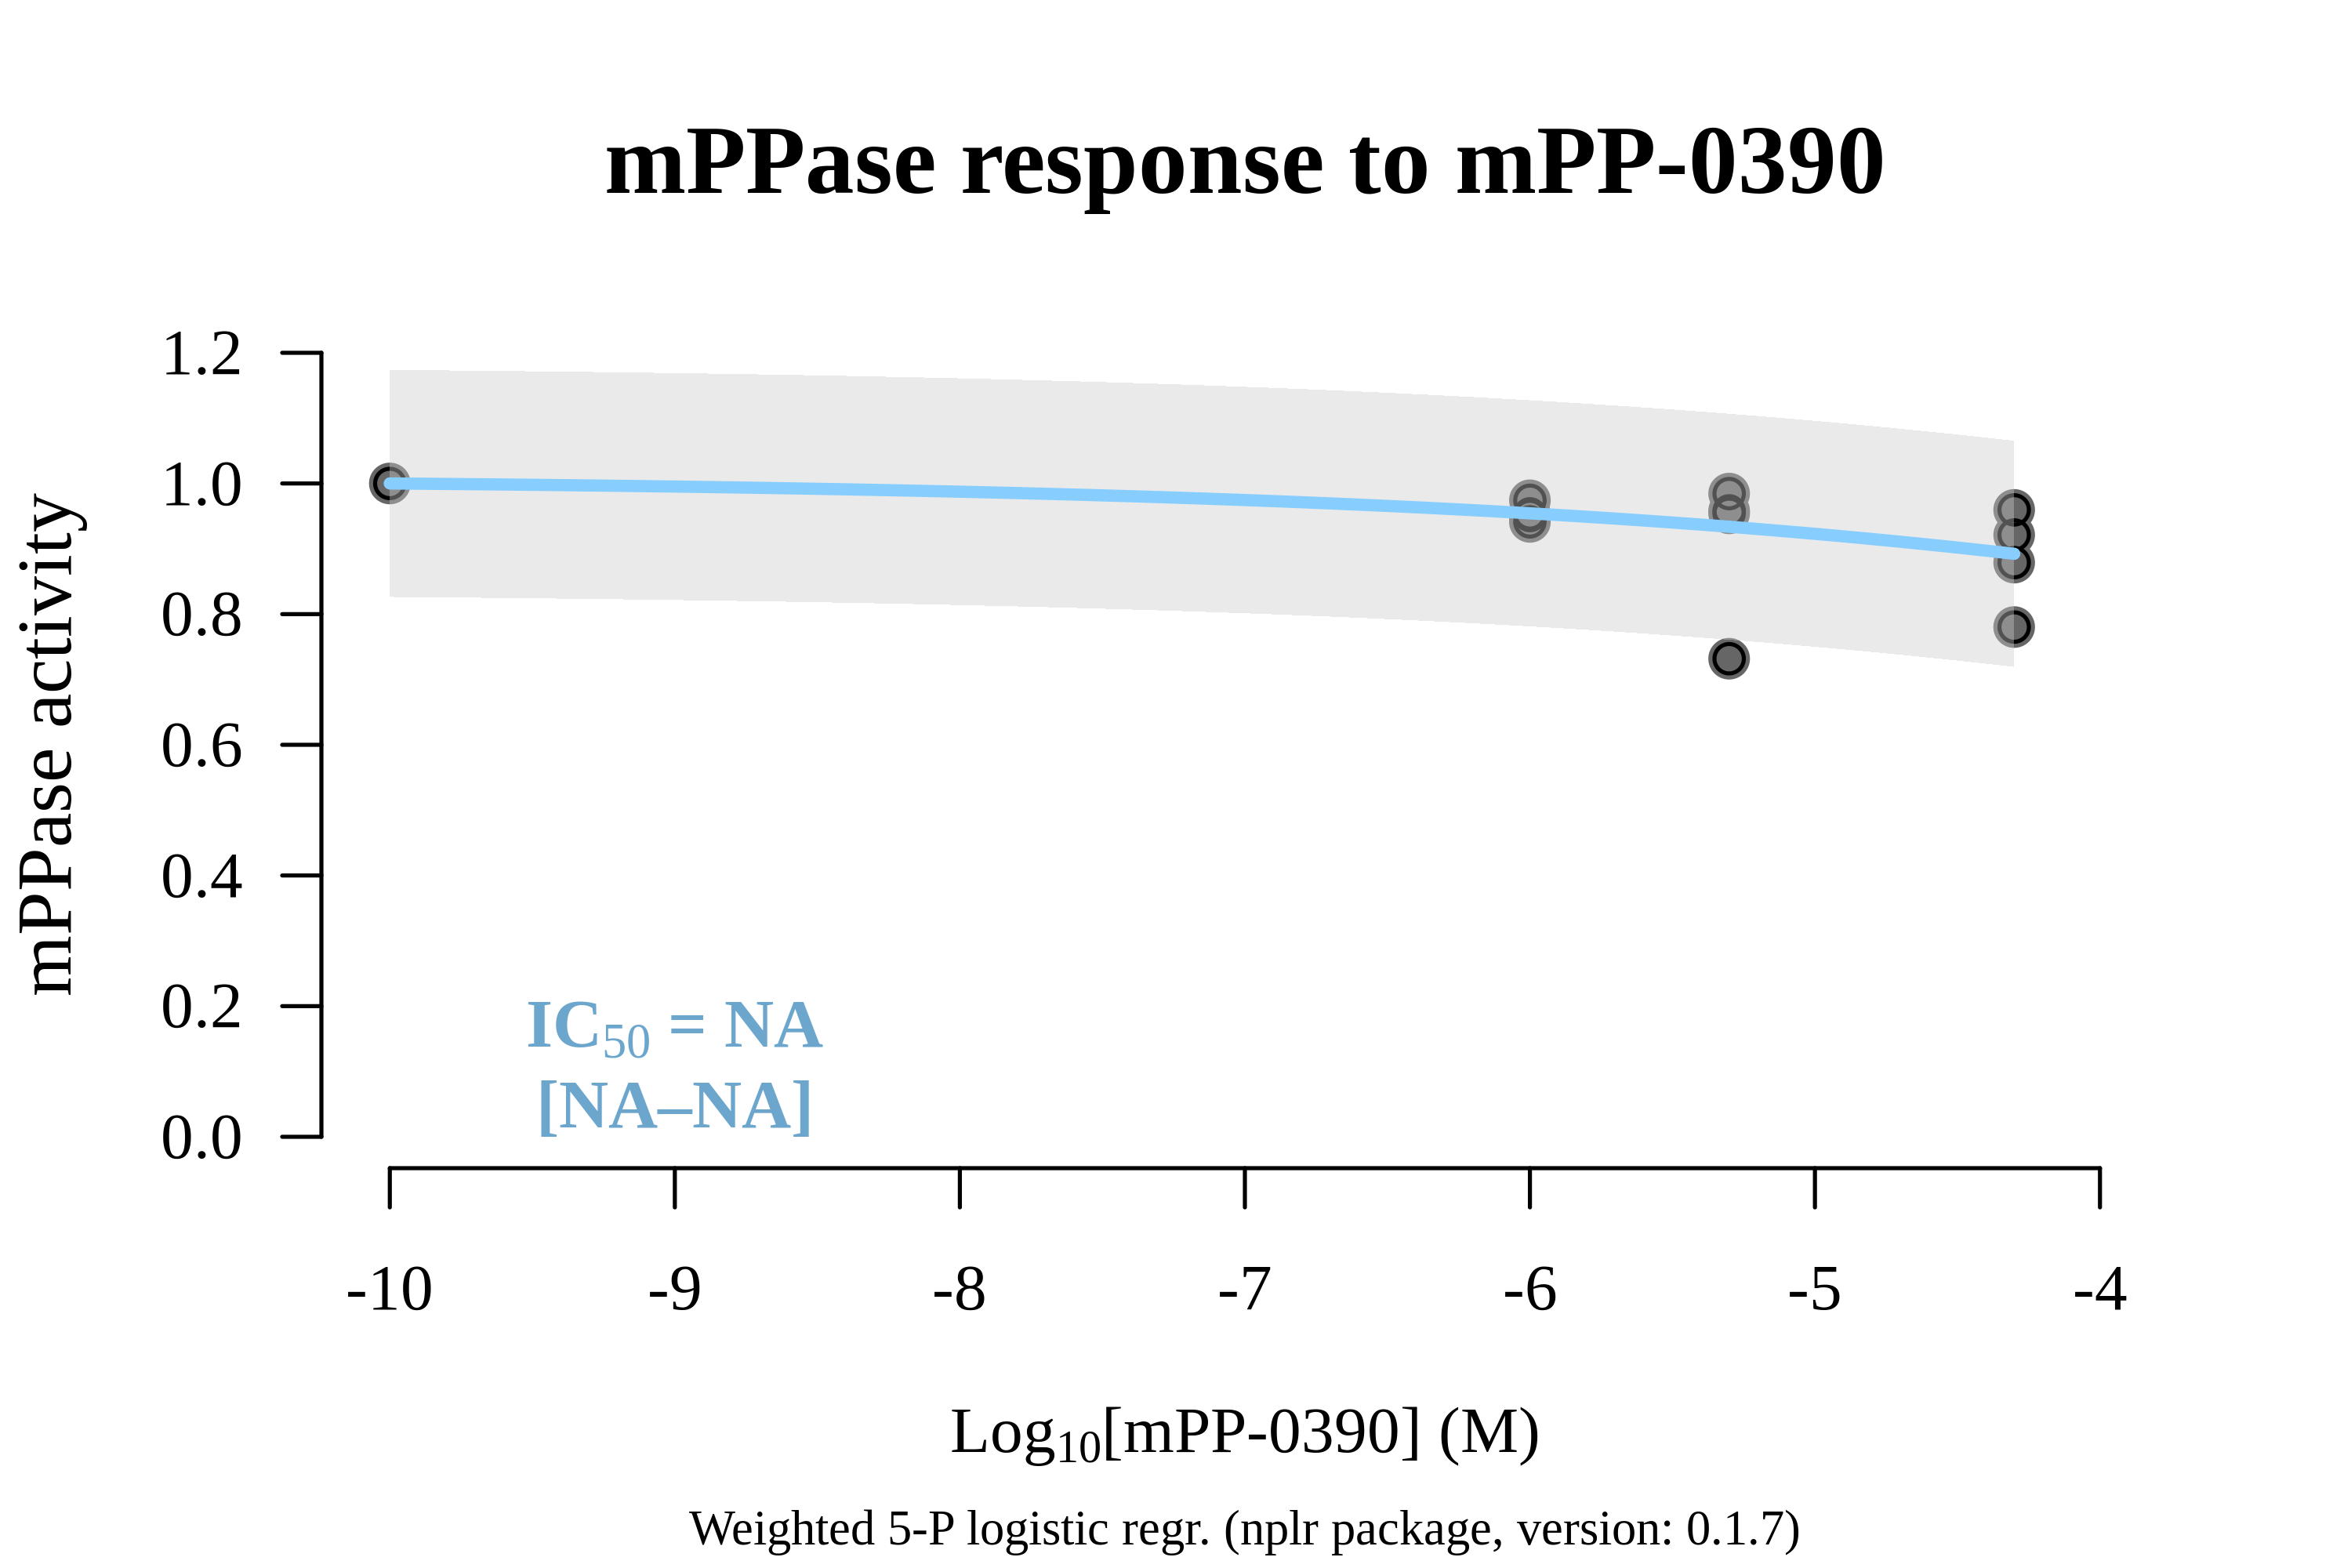 mPPase response to mPP-0390
mPPase activity
1.2
1.0
0.8
0.6
0.4
0.2
0.0
IC50 = NA
[NA–NA]
-10 -9 -8 -7 -6 -5 -4
Log10[mPP-0390] (M)
Weighted 5-P logistic regr. (nplr package, version: 0.1.7)